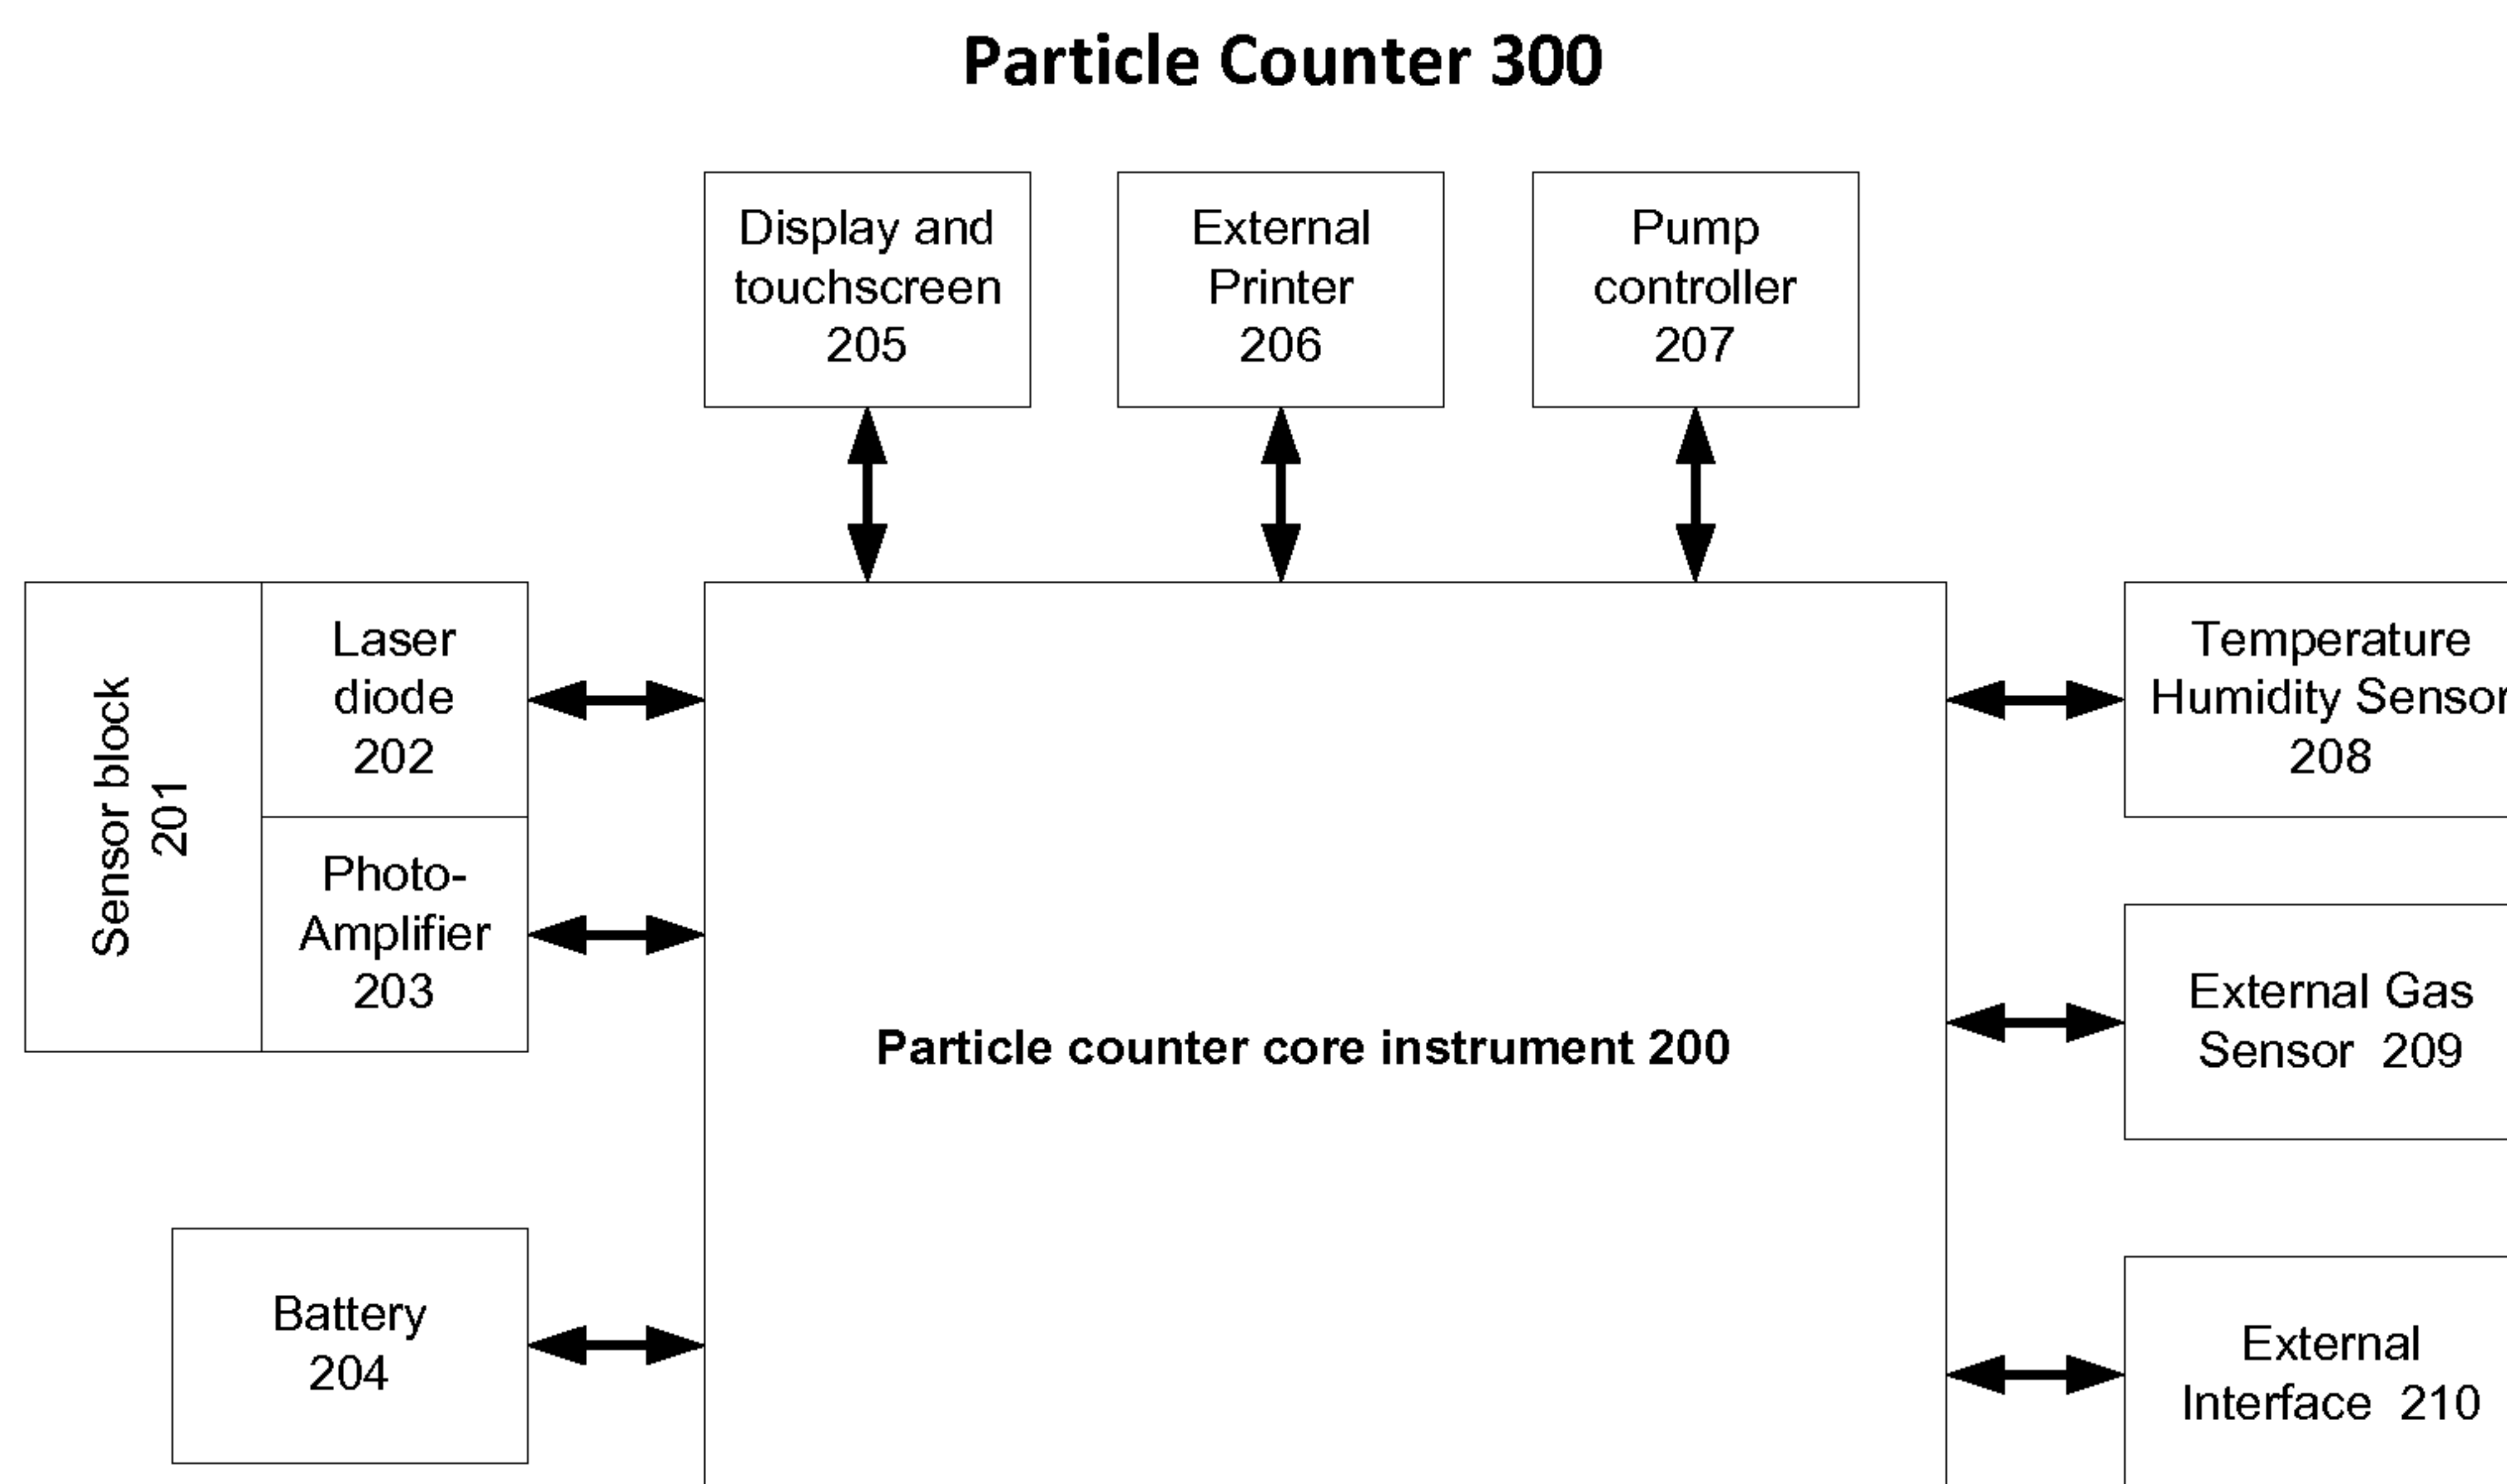 Particle Counter 300
Display and
touchscreen
205
External
Printer
206
Pump
controller
207
Sensor block
201
Laser
diode
202
Photo-
Amplifier
203
Battery
204
Particle counter core instrument 200
Temperature
Humidity Sensor
208
External Gas
Sensor 209
External
Interface 210